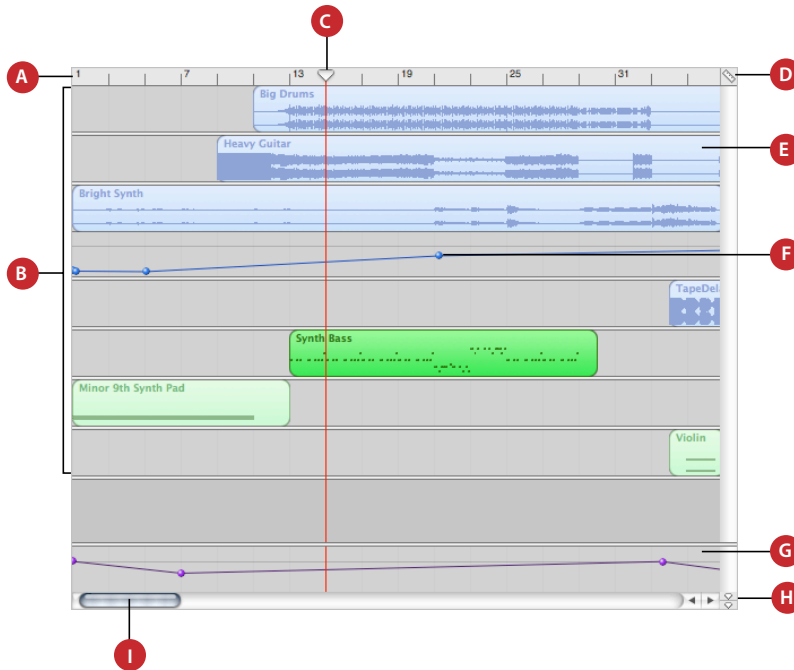 C
A
1 7 13 19 25 31
D
Big Drums
Heavy Guitar
E
Bright Synth
B
F
TapeDel
Synth Bass
Minor 9th Synth Pad
Violin
G
H
I